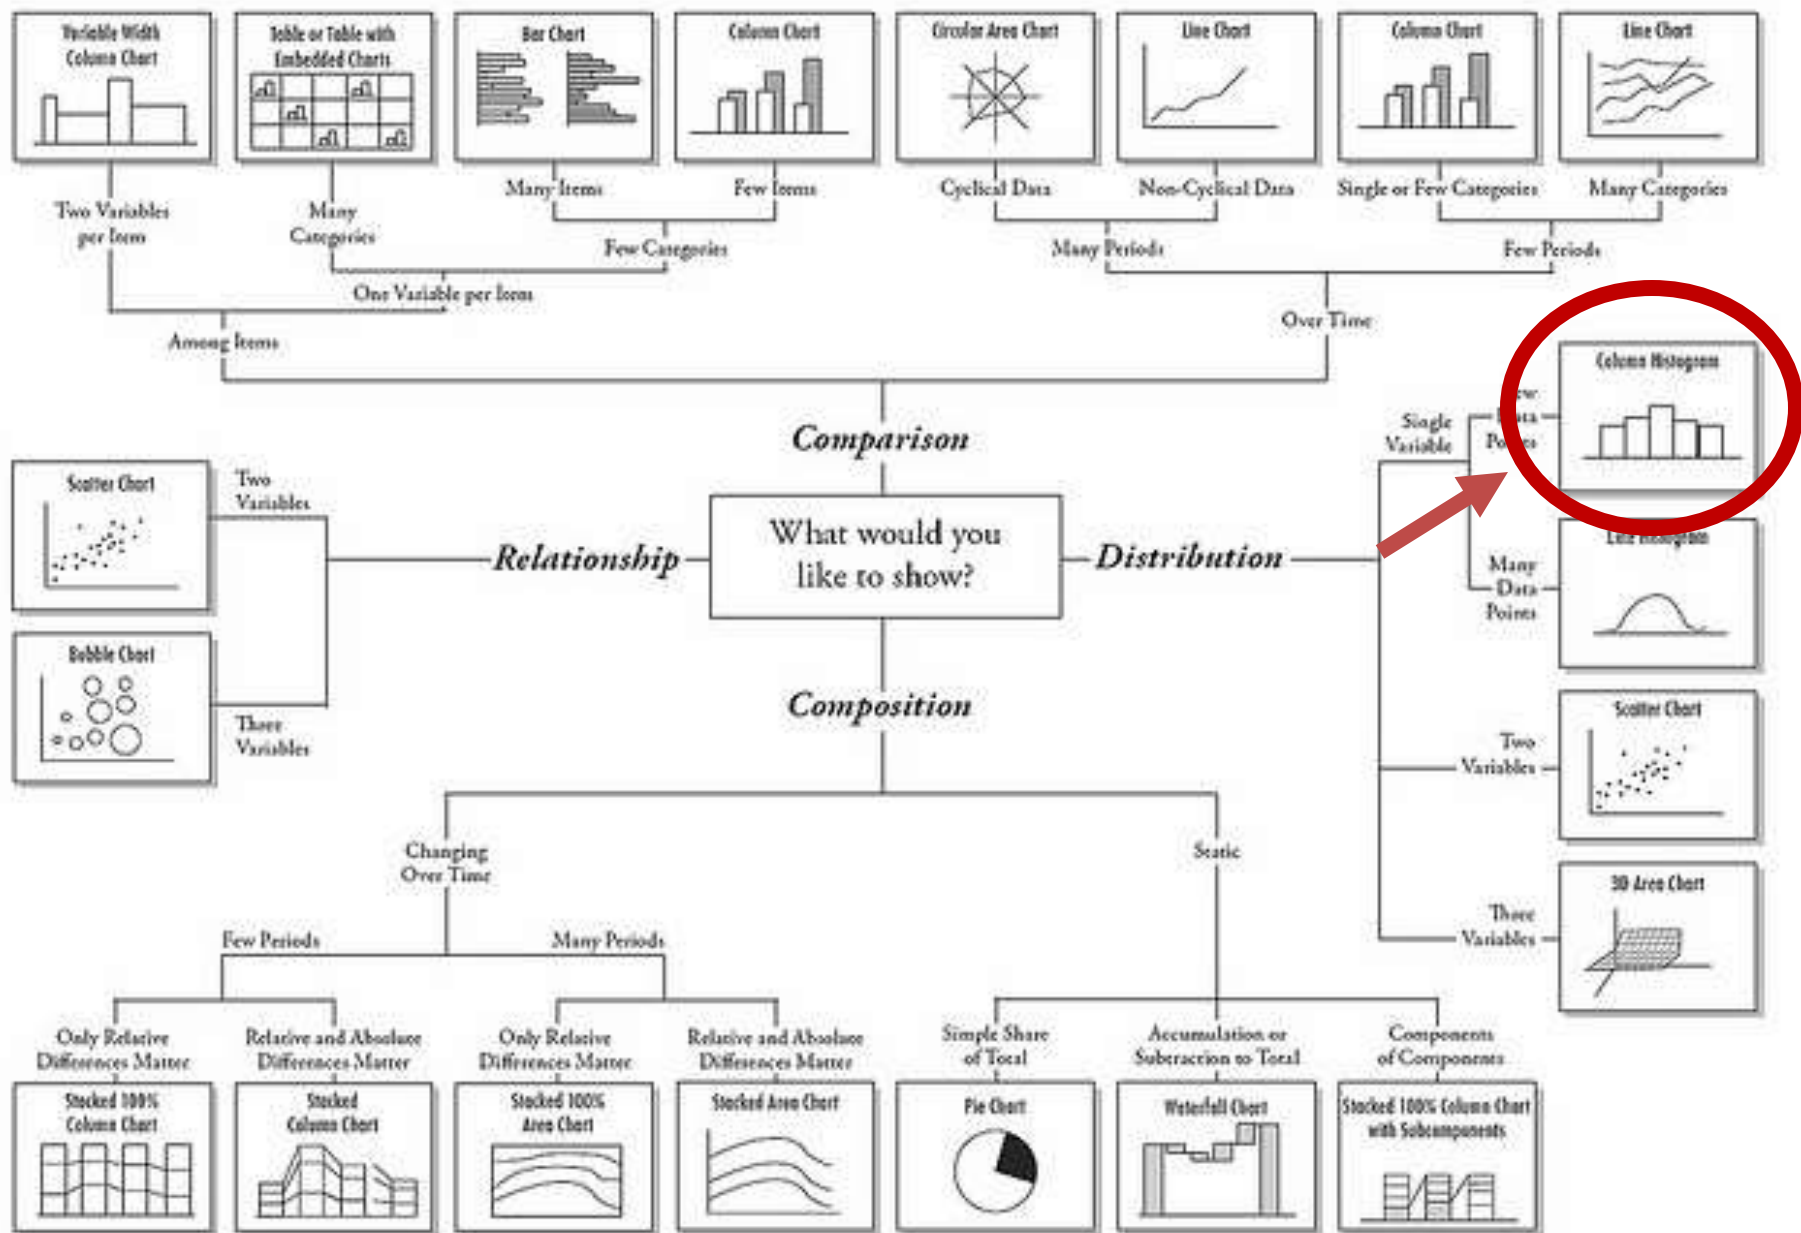 Variable Width
Column Chart
Table or Table with
Embedded Charts
Bar Chart
Column Chart
Circular Area Chart
Line Chart
Column Chart
Line Chart
Two Variables
per Item
Many
Categories
Many Items
Few Items
Cyclical Data
Non-Cyclical Data
Single or Few Categories
Many Categories
Few Categories
Many Periods
Few Periods
One Variable per Item
Among Items
Over Time
Comparison
What would you
like to show?
Relationship
Two
Variables
Scatter Chart
Three
Variables
Bubble Chart
Distribution
Single
Variable
Points
Column Histogram
Many
Data
Points
Histogram
Two
Variables
Scatter Chart
Three
Variables
3D Area Chart
Composition
Changing
Over Time
Static
Few Periods
Many Periods
Only Relative
Differences Matter
Relative and Absolute
Differences Matter
Only Relative
Differences Matter
Relative and Absolute
Differences Matter
Simple Share
of Total
Accumulation or
Subtraction to Total
Components
of Components
Stacked 100%
Column Chart
Stacked
Column Chart
Stacked 100%
Area Chart
Stacked Area Chart
Pie Chart
Waterfall Chart
Stacked 100% Column Chart
with Subcomponents